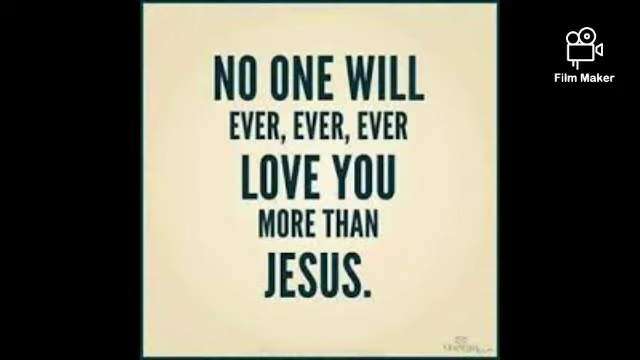 NO ONE WILL
EVER, EVER, EVER
LOVE YOU
MORE THAN
JESUS.
Film Maker